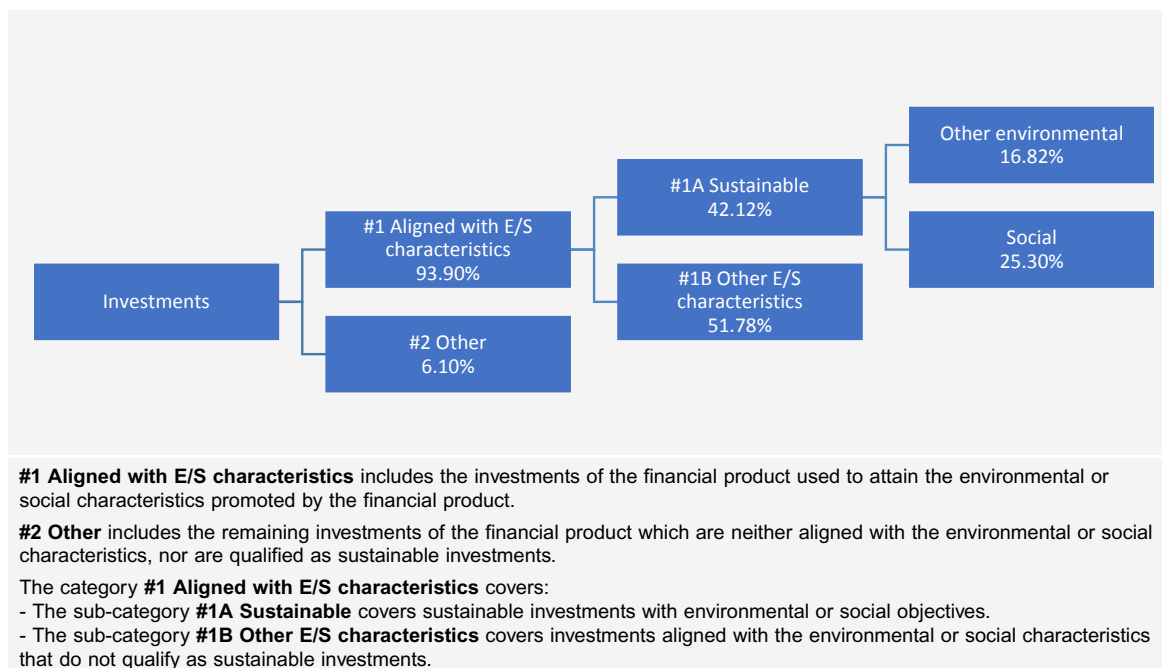 Investments
#1 Aligned with E/S
characteristics
93.90%
#2 Other
6.10%
#1A Sustainable
42.12%
#1B Other E/S
characteristics
51.78%
Other environmental
16.82%
Social
25.30%
#1 Aligned with E/S characteristics includes the investments of the financial product used to attain the environmental or
social characteristics promoted by the financial product.
#2 Other includes the remaining investments of the financial product which are neither aligned with the environmental or social
characteristics, nor are qualified as sustainable investments.
The category #1 Aligned with E/S characteristics covers:
- The sub-category #1A Sustainable covers sustainable investments with environmental or social objectives.
- The sub-category #1B Other E/S characteristics covers investments aligned with the environmental or social characteristics
that do not qualify as sustainable investments.